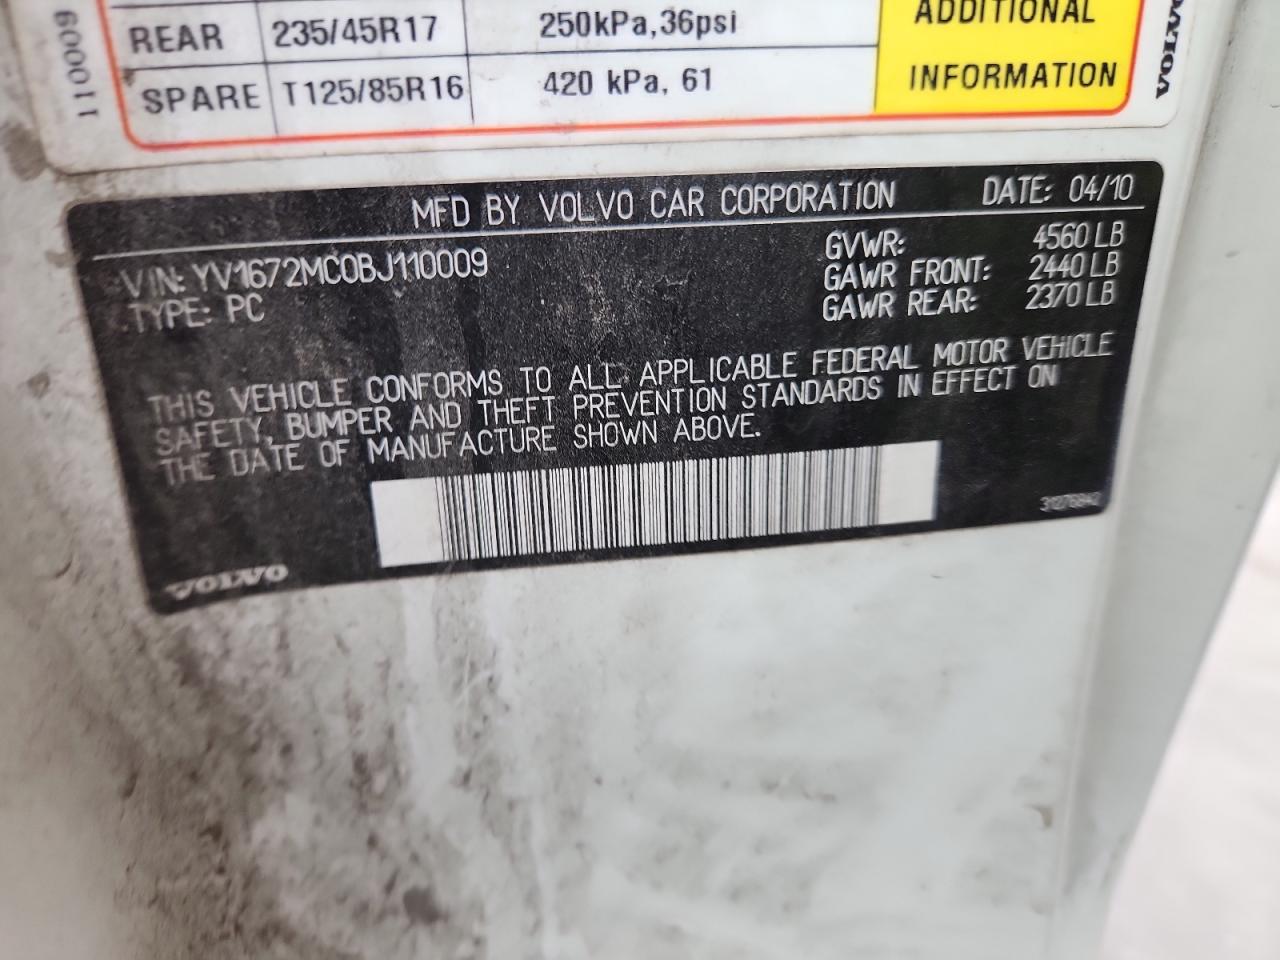 ADDITIONAL
REAR 235/45R17 250kPa,36psi
SPARE T125/85R16 420 kPa, 61
INFORMATION
110009
VOLVO
MFD BY VOLVO CAR CORPORATION DATE: 04/10
VIN: YV1672MC0BJ110009
TYPE: PC
GVWR: 4560 LB
GAWR FRONT: 2440 LB
GAWR REAR: 2370 LB
THIS VEHICLE CONFORMS TO ALL APPLICABLE FEDERAL MOTOR VEHICLE
SAFETY, BUMPER AND THEFT PREVENTION STANDARDS IN EFFECT ON
THE DATE OF MANUFACTURE SHOWN ABOVE.
VOLVO